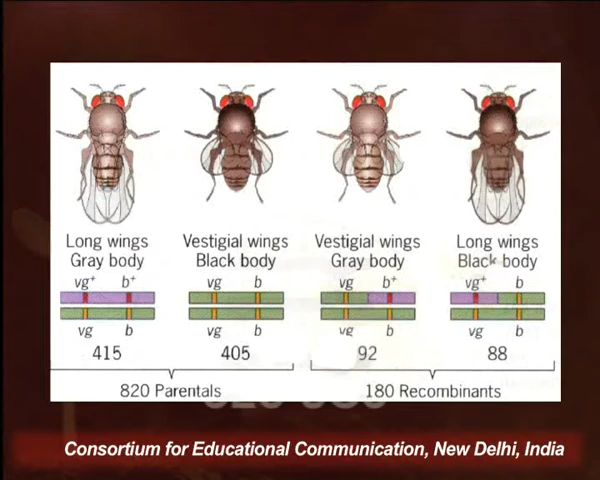 Long wings Vestigial wings Vestigial wings Long wings
Gray body Black body Gray body Black body
vg+ b+ vg b vg b+ vg+ b
vg b vg b vg b vg b
415 405 92 88
820 Parentals 180 Recombinants
Consortium for Educational Communication, New Delhi, India